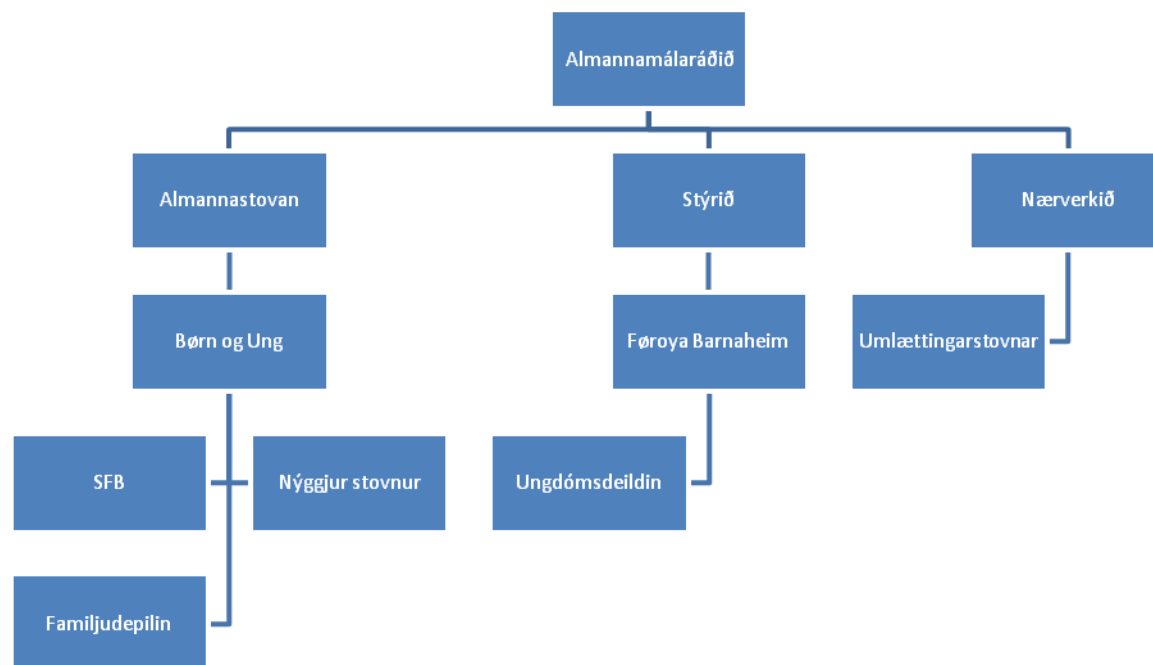 Almannamálaráðið
Almannastovan
Stýrið
Nærverkið
Børn og Ung
Føroya Barnaheim
Umlættingarstovnar
SFB
Nýggjur stovnur
Ungdómsdeildin
Familjudepilin